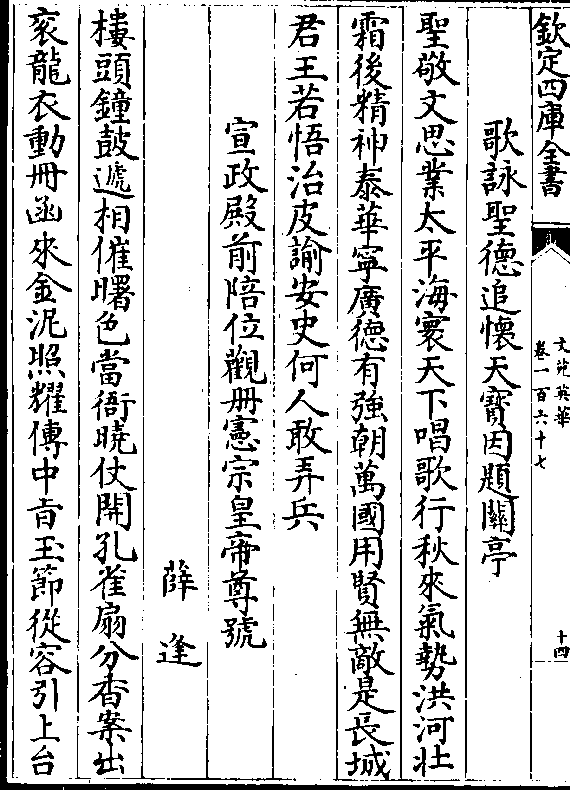 欽定四庫全書
文苑英華
卷一百六十七
十四
歌詠聖德追懷天寶因題關亭
聖敬文思業太平海寰天下唱歌行秋來氣勢洪河壯
霜後精神泰華寧廣德有強朝萬國用賢無敵是長城
君王若悟治皮諭安史何人敢弄兵
宣政殿前陪位觀册憲宗皇帝尊號
薛逢
樓頭鐘鼓遞相催曙色當衙曉仗開孔雀扇分香案出
衮龍衣動冊函來金泥照耀傳中旨玉節從容引上台